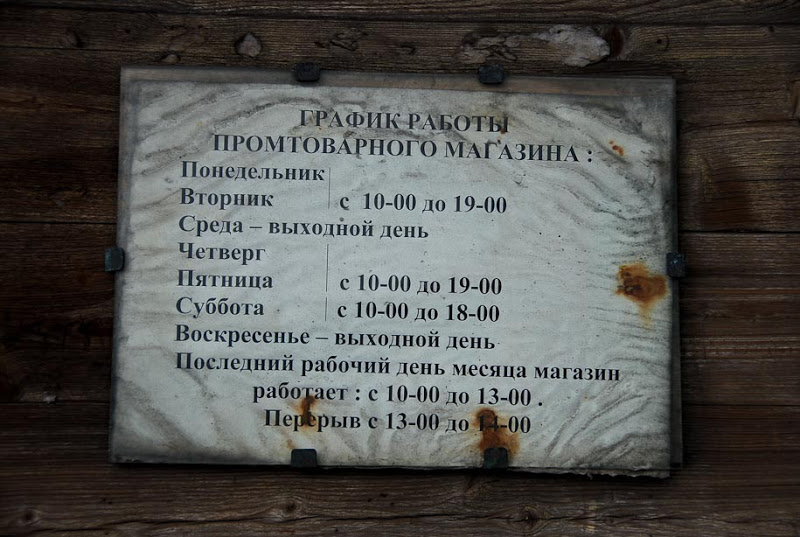 ГРАФИК РАБОТЫ
ПРОМТОВАРНОГО МАГАЗИНА :
Понедельник
Вторник с 10-00 до 19-00
Среда – выходной день
Четверг
Пятница с 10-00 до 19-00
Суббота с 10-00 до 18-00
Воскресенье – выходной день
Последний рабочий день месяца магазин
работает : с 10-00 до 13-00 .
Перерыв с 13-00 до 14-00